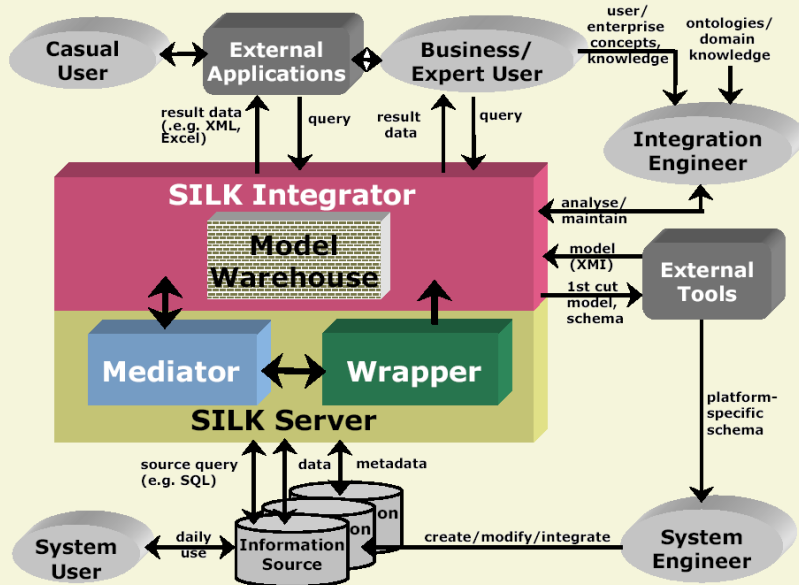 Casual
User
External
Applications
Business/
Expert User
user/
enterprise
concepts,
knowledge
ontologies/
domain
knowledge
Integration
Engineer
result data
(.e.g. XML,
Excel)
query
result
data
query
SILK Integrator
Model
Warehouse
analyse/
maintain
model
(XMI)
1st cut
model,
schema
External
Tools
Mediator
Wrapper
SILK Server
platform-
specific
schema
source query
(e.g. SQL)
data
metadata
System
User
daily
use
Information
Source
on
on
create/modify/integrate
System
Engineer